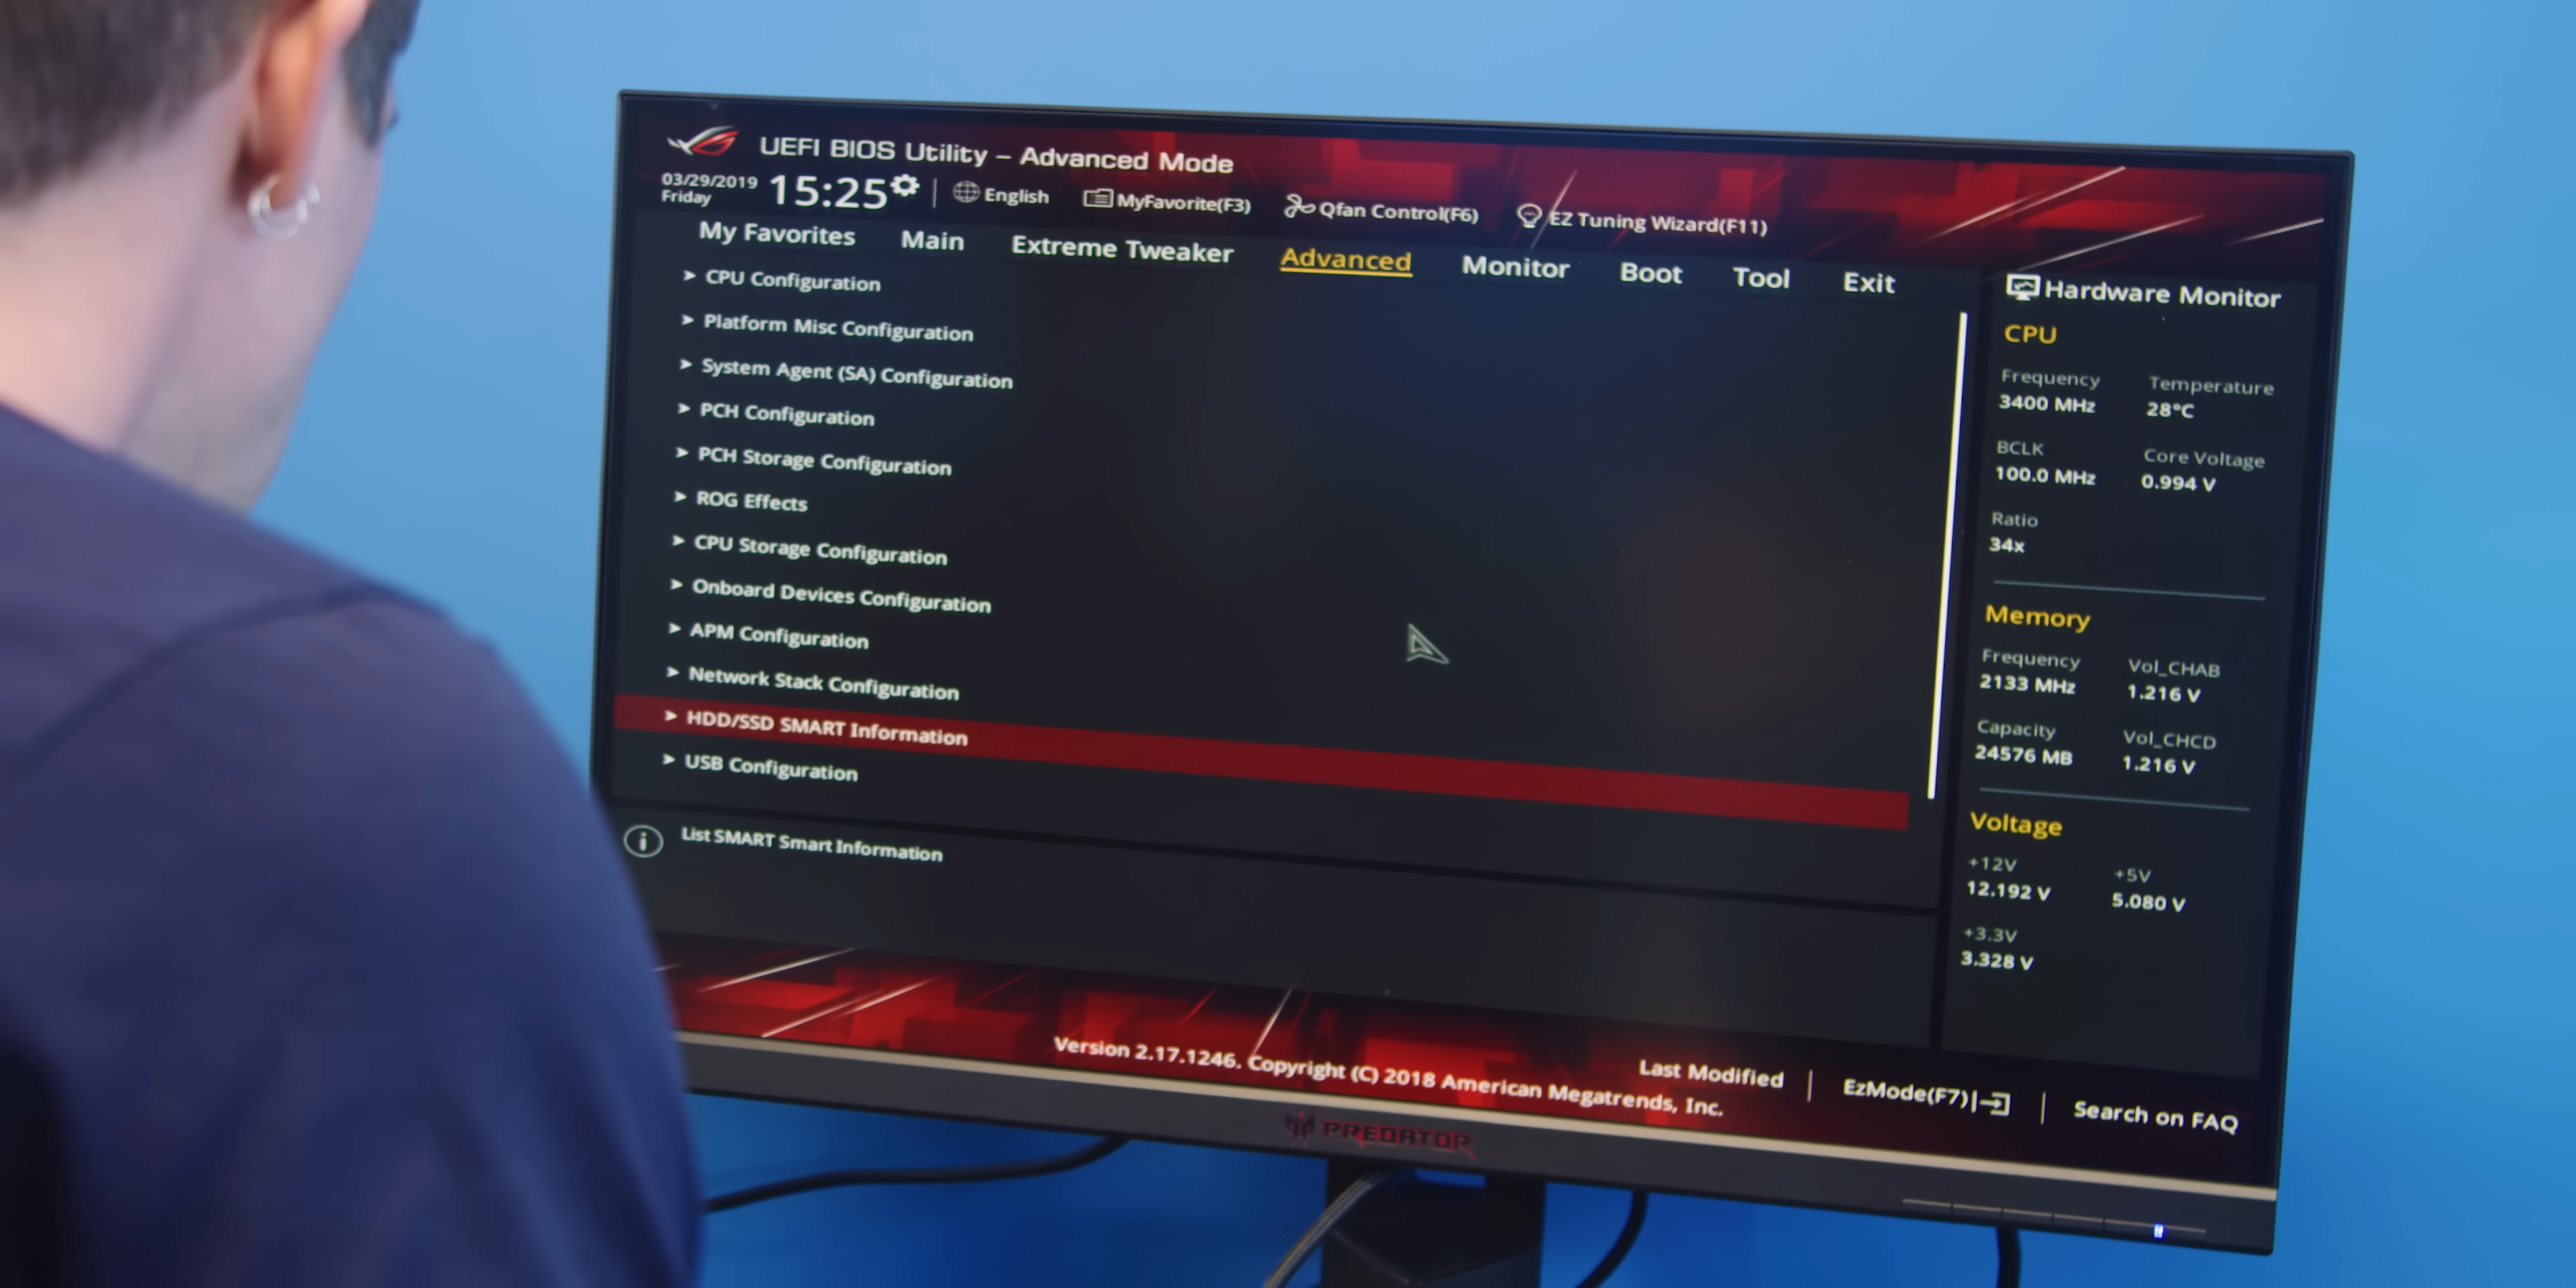 UEFI BIOS Utility – Advanced Mode
03/29/2019
Friday
15:25
English
MyFavorite(F3)
Qfan Control(F6)
EZ Tuning Wizard(F11)
My Favorites
Main
Extreme Tweaker
Advanced
Monitor
Boot
Tool
Exit
CPU Configuration
Platform Misc Configuration
System Agent (SA) Configuration
PCH Configuration
PCH Storage Configuration
ROG Effects
CPU Storage Configuration
Onboard Devices Configuration
APM Configuration
Network Stack Configuration
HDD/SSD SMART Information
USB Configuration
List SMART Smart Information
Hardware Monitor
CPU
Frequency Temperature
3400 MHz 28°C
BCLK Core Voltage
100.0 MHz 0.994 V
Ratio
34x
Memory
Frequency Vol_CHAB
2133 MHz 1.216 V
Capacity Vol_CHCD
24576 MB 1.216 V
Voltage
+12V +5V
12.192 V 5.080 V
+3.3V
3.328 V
Last Modified
EzMode(F7)
Search on FAQ
Version 2.17.1246. Copyright (C) 2018 American Megatrends, Inc.
PREDATOR